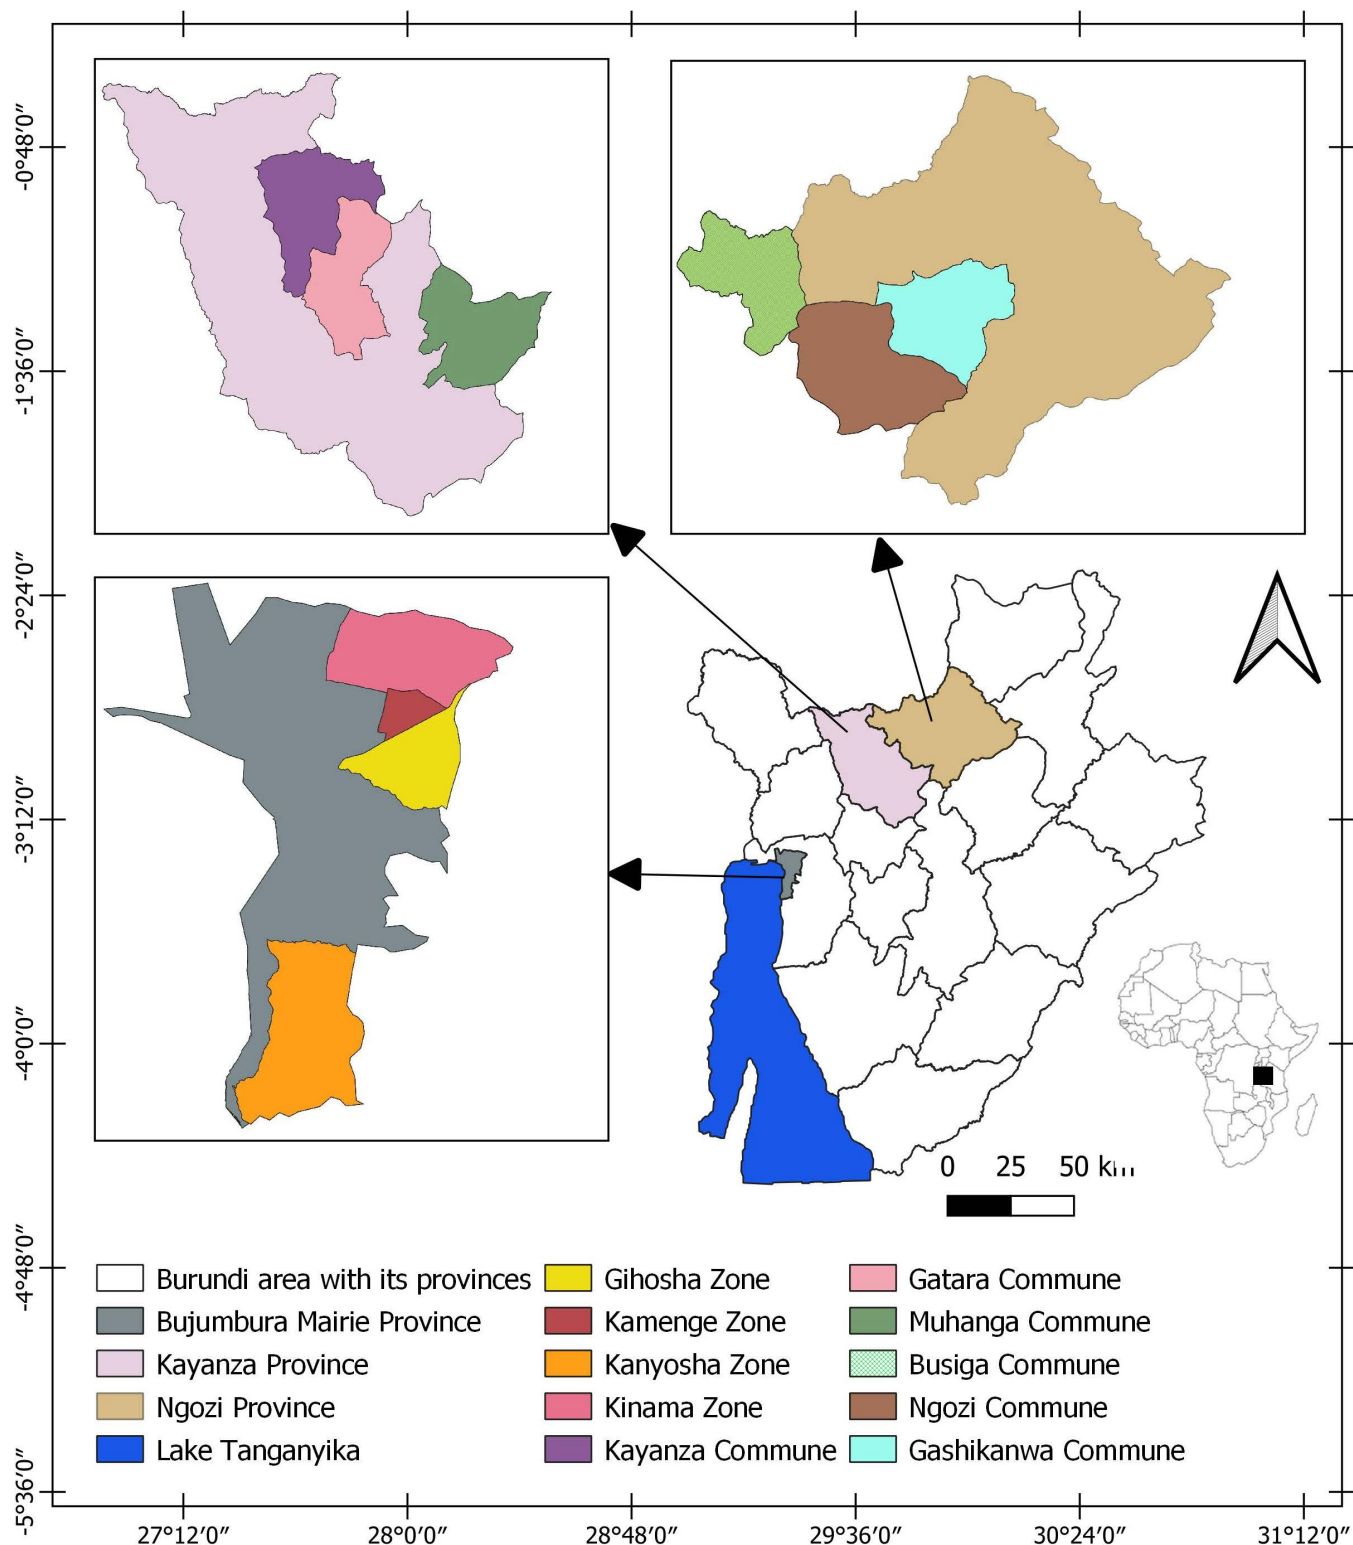 -0°48′0″
-1°36′0″
-2°24′0″
-3°12′0″
-4°0′0″
-4°48′0″
-5°36′0″
0 25 50 km
Burundi area with its provinces
Bujumbura Mairie Province
Kayanza Province
Ngozi Province
Lake Tanganyika
Gihosha Zone
Kamenge Zone
Kanyosha Zone
Kinama Zone
Kayanza Commune
Gatara Commune
Muhanga Commune
Busiga Commune
Ngozi Commune
Gashikanwa Commune
27°12′0″ 28°0′0″ 28°48′0″ 29°36′0″ 30°24′0″ 31°12′0″